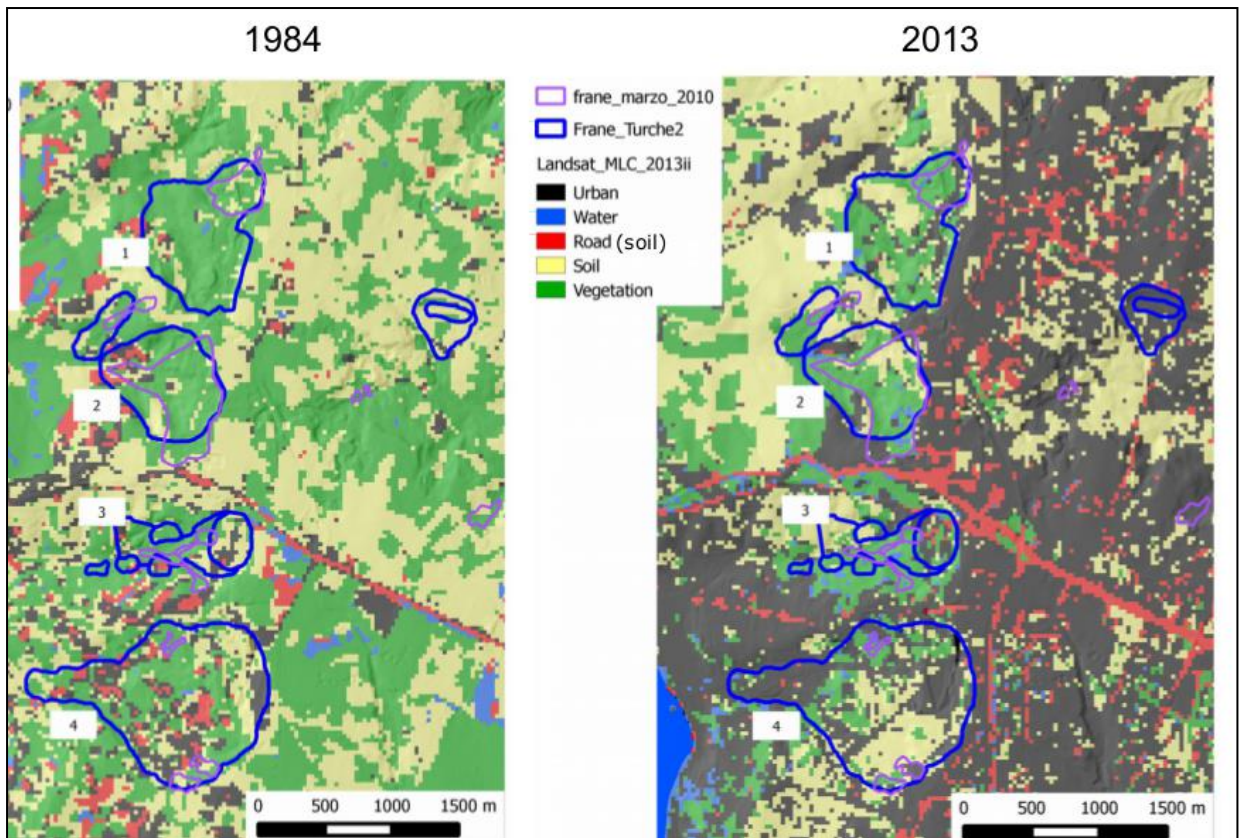 1984
2013
frane_marzo_2010
Frane_Turche2
Landsat_MLC_2013ii
Urban
Water
Road (soil)
Soil
Vegetation
1
2
3
4
0 500 1000 1500 m
1
2
3
4
0 500 1000 1500 m